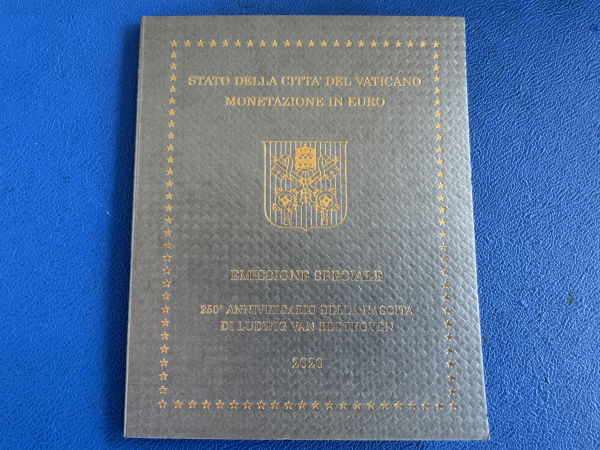 STATO DELLA CITTA' DEL VATICANO
MONETAZIONE IN EURO
EMISSIONE SPECIALE
250° ANNIVERSARIO DELLA NASCITA
DI LUDWIG VAN BEETHOVEN
2020